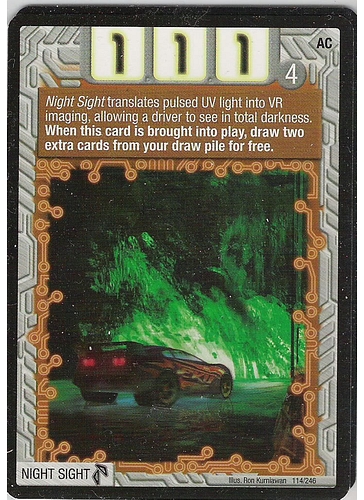 1 1 1
AC
4
Night Sight translates pulsed UV light into VR
imaging, allowing a driver to see in total darkness.
When this card is brought into play, draw two
extra cards from your draw pile for free.
NIGHT SIGHT
Illus. Ron Kurniawan 114/246